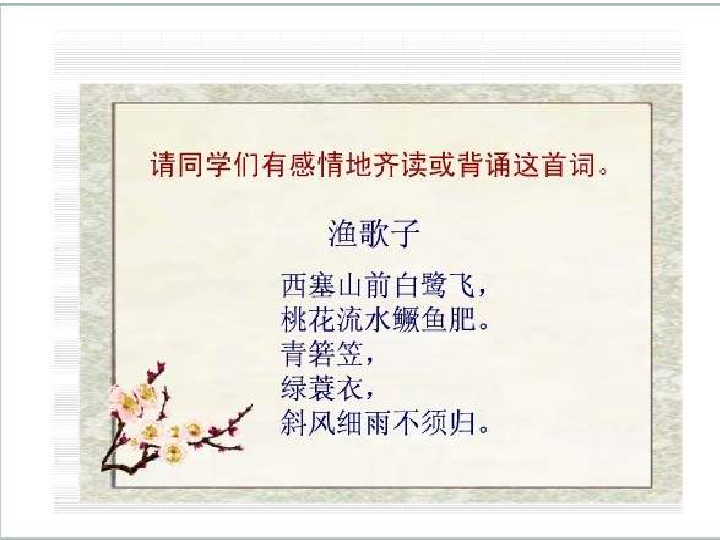 请同学们有感情地齐读或背诵这首词。
渔歌子
西塞山前白鹭飞，
桃花流水鳜鱼肥。
青箬笠，
绿蓑衣，
斜风细雨不须归。